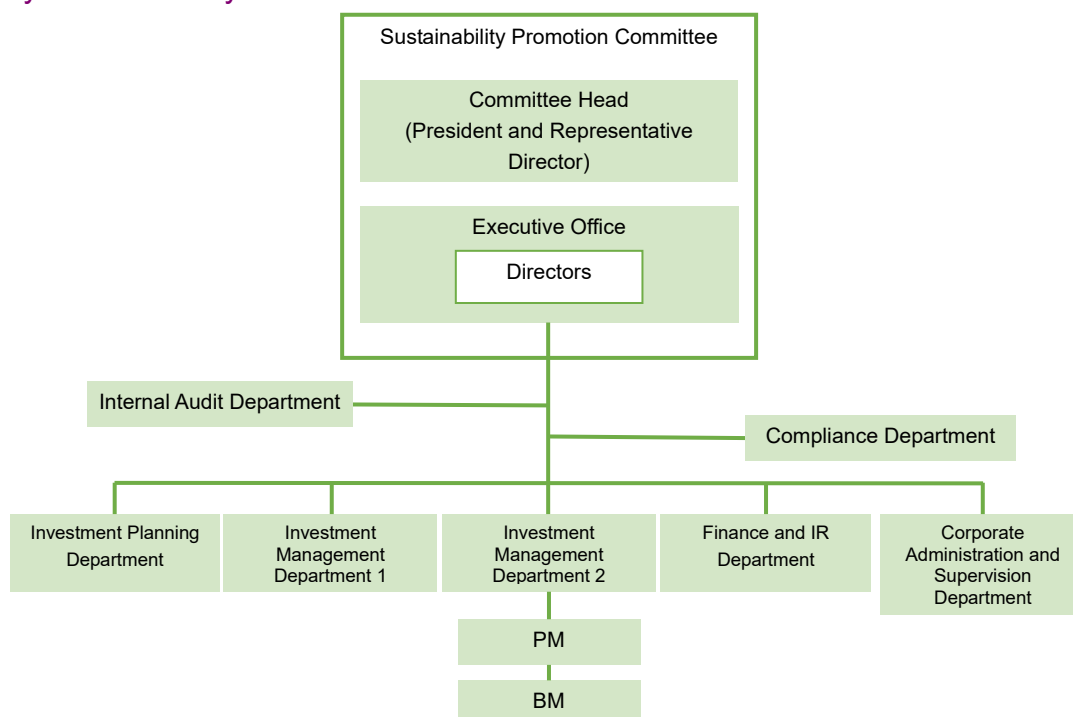 Sustainability Promotion Committee
Committee Head
(President and Representative
Director)
Executive Office
Directors
Internal Audit Department
Compliance Department
Investment Planning
Department
Investment
Management
Department 1
Investment
Management
Department 2
Finance and IR
Department
Corporate
Administration and
Supervision
Department
PM
BM